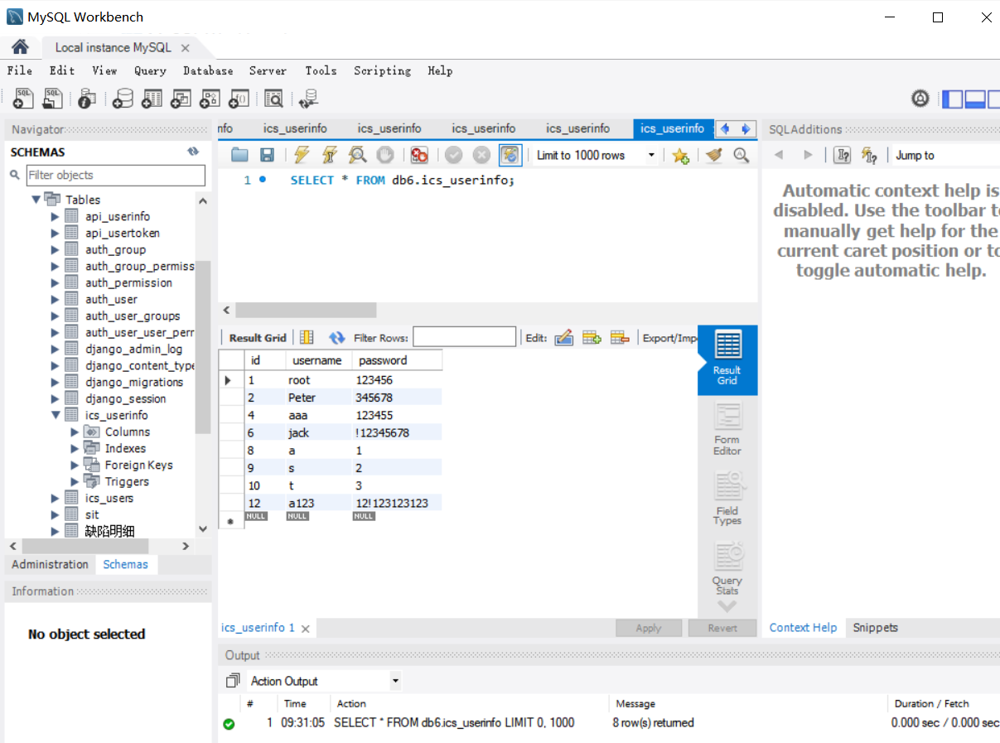 MySQL Workbench
Local instance MySQL
File Edit View Query Database Server Tools Scripting Help
Navigator
SCHEMAS
Filter objects
Tables
api_userinfo
api_usertoken
auth_group
auth_group_permiss
auth_permission
auth_user
auth_user_groups
auth_user_user_perr
django_admin_log
django_content_type
django_migrations
django_session
ics_userinfo
Columns
Indexes
Foreign Keys
Triggers
ics_users
sit
缺陷明细
Administration Schemas
Information
No object selected
nfo ics_userinfo ics_userinfo ics_userinfo ics_userinfo ics_userinfo
Limit to 1000 rows
1 SELECT * FROM db6.ics_userinfo;
Result Grid Filter Rows: Edit: Export/Imp
id username password
1 root 123456
2 Peter 345678
4 aaa 123455
6 jack !12345678
8 a 1
9 s 2
10 t 3
12 a123 12!123123123
NULL NULL NULL
Result
Grid
Form
Editor
Field
Types
Query
Stats
ics_userinfo 1 Apply Revert
SQLAdditions
Jump to
Automatic context help is
disabled. Use the toolbar to
manually get help for the
current caret position or to
toggle automatic help.
Context Help Snippets
Output
Action Output
# Time Action Message Duration / Fetch
1 09:31:05 SELECT * FROM db6.ics_userinfo LIMIT 0, 1000 8 row(s) returned 0.000 sec / 0.000 sec